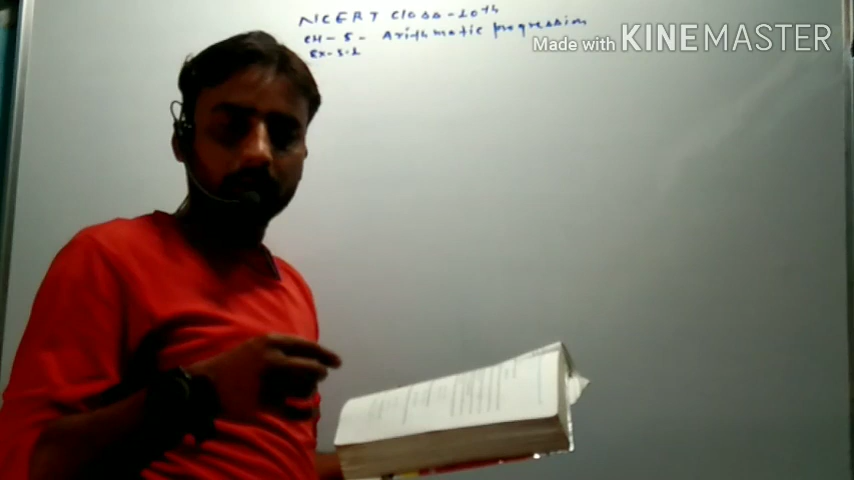 NCERT Class-10th
CH-5- Arithmatic progression
Ex-5.1
Made with KINEMASTER